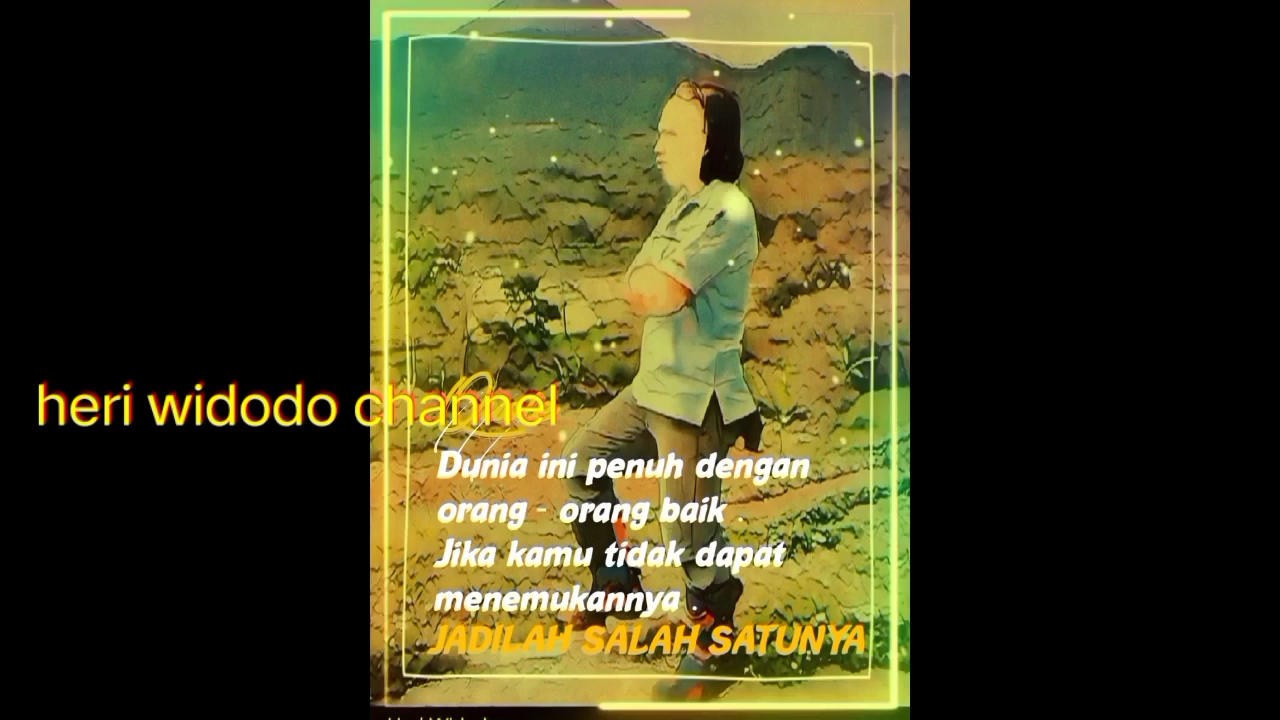 heri widodo channel
Dunia ini penuh dengan
orang - orang baik .
Jika kamu tidak dapat
menemukannya .
JADILAH SALAH SATUNYA